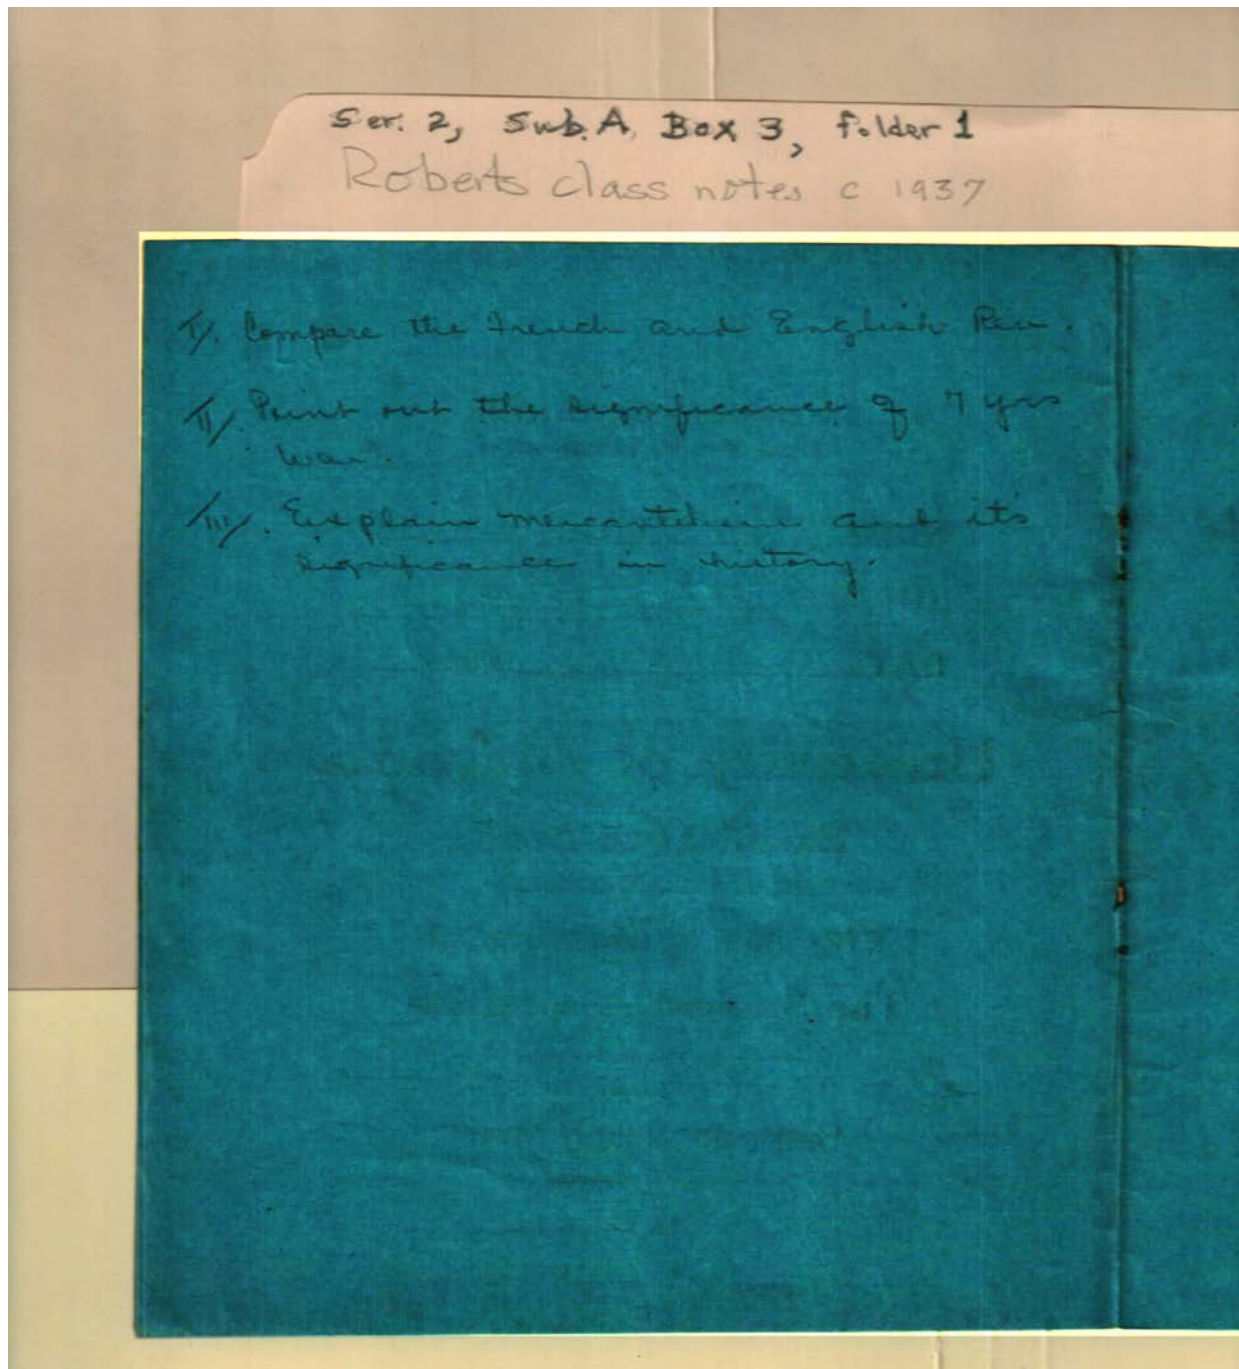 Ser. 2, Sub. A, Box 3, folder 1
Roberts class notes c 1937
I/. Compare the French and English Rev.
II/. Point out the significance of 7 yrs
war.
III/. Explain mercantilism and it's
significance in history.